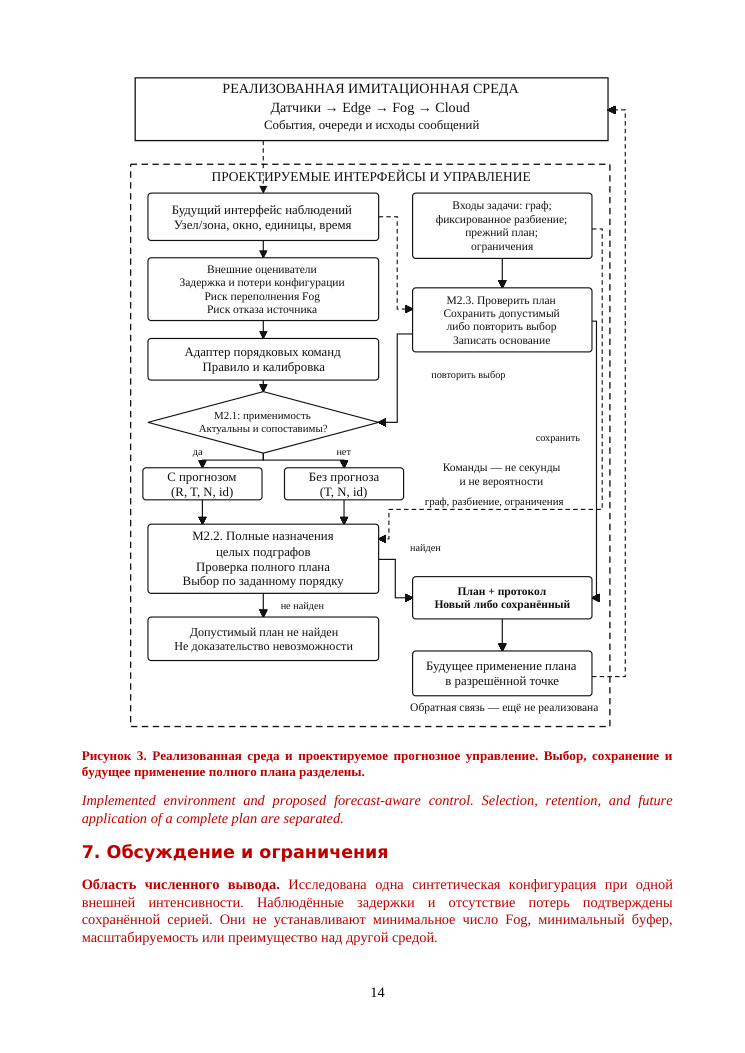 РЕАЛИЗОВАННАЯ ИМИТАЦИОННАЯ СРЕДА
Датчики → Edge → Fog → Cloud
События, очереди и исходы сообщений
ПРОЕКТИРУЕМЫЕ ИНТЕРФЕЙСЫ И УПРАВЛЕНИЕ
Будущий интерфейс наблюдений
Узел/зона, окно, единицы, время
Входы задачи: граф;
фиксированное разбиение;
прежний план;
ограничения
Внешние оцениватели
Задержка и потери конфигурации
Риск переполнения Fog
Риск отказа источника
М2.3. Проверить план
Сохранить допустимый
либо повторить выбор
Записать основание
Адаптер порядковых команд
Правило и калибровка
повторить выбор
М2.1: применимость
Актуальны и сопоставимы?
сохранить
да
нет
С прогнозом
(R, T, N, id)
Без прогноза
(T, N, id)
Команды — не секунды
и не вероятности
граф, разбиение, ограничения
М2.2. Полные назначения
целых подграфов
Проверка полного плана
Выбор по заданному порядку
найден
План + протокол
Новый либо сохранённый
не найден
Допустимый план не найден
Не доказательство невозможности
Будущее применение плана
в разрешённой точке
Обратная связь — ещё не реализована
Рисунок 3. Реализованная среда и проектируемое прогнозное управление. Выбор, сохранение и
будущее применение полного плана разделены.
Implemented environment and proposed forecast-aware control. Selection, retention, and future
application of a complete plan are separated.
7. Обсуждение и ограничения
Область численного вывода. Исследована одна синтетическая конфигурация при одной
внешней интенсивности. Наблюдённые задержки и отсутствие потерь подтверждены
сохранённой серией. Они не устанавливают минимальное число Fog, минимальный буфер,
масштабируемость или преимущество над другой средой.
14